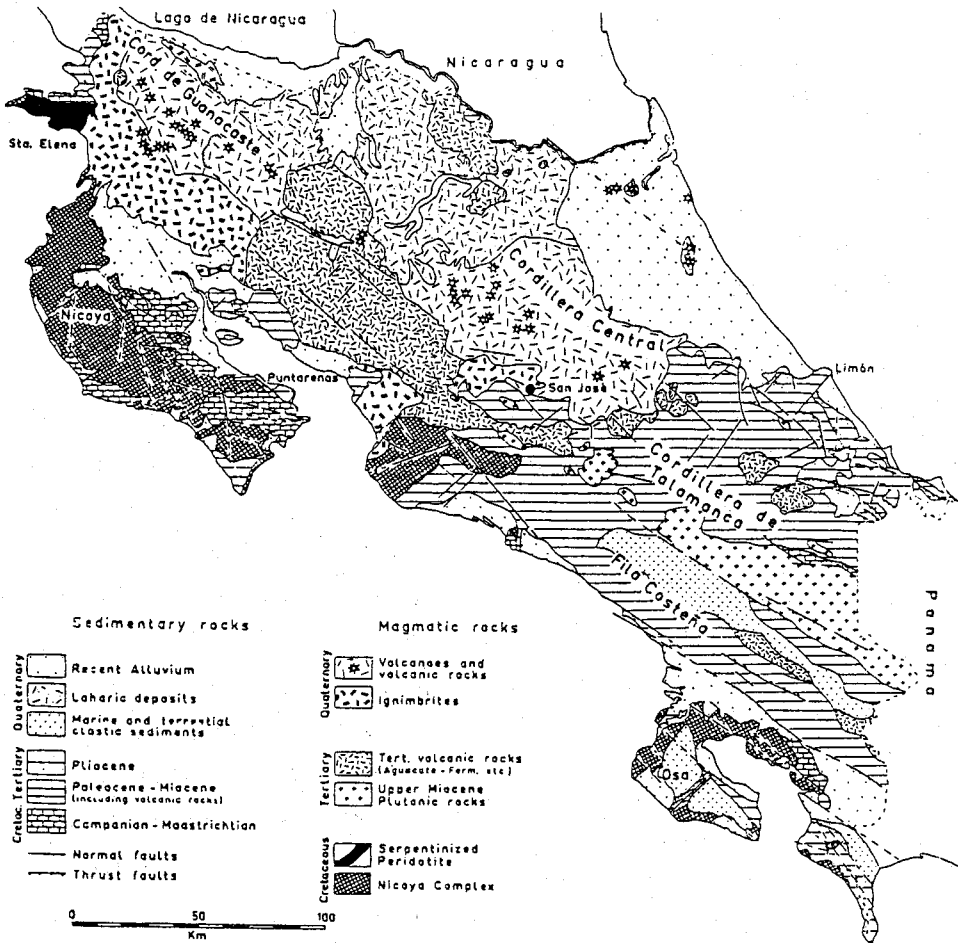 Lago de Nicaragua
Nicaragua
Cord de Guanacaste
Sta. Elena
Nicoya
Puntarenas
Cordillera Central
San José
Limón
Cordillera de Talamanca
Fila Costeña
Panama
Osa
Sedimentary rocks
Quaternary
Recent Alluvium
Laharic deposits
Marine and terrestrial
clastic sediments
Tertiary
Pliocene
Paleocene - Miocene
(including volcanic rocks)
Cretac.
Campanian - Maastrichtian
Normal faults
Thrust faults
0 50 100
Km
Magmatic rocks
Quaternary
Volcanoes and
volcanic rocks
Ignimbrites
Tertiary
Tert. volcanic rocks
(Aguacate - Form. etc)
Upper Miocene
Plutonic rocks
Cretaceous
Serpentinized
Peridotite
Nicoya Complex